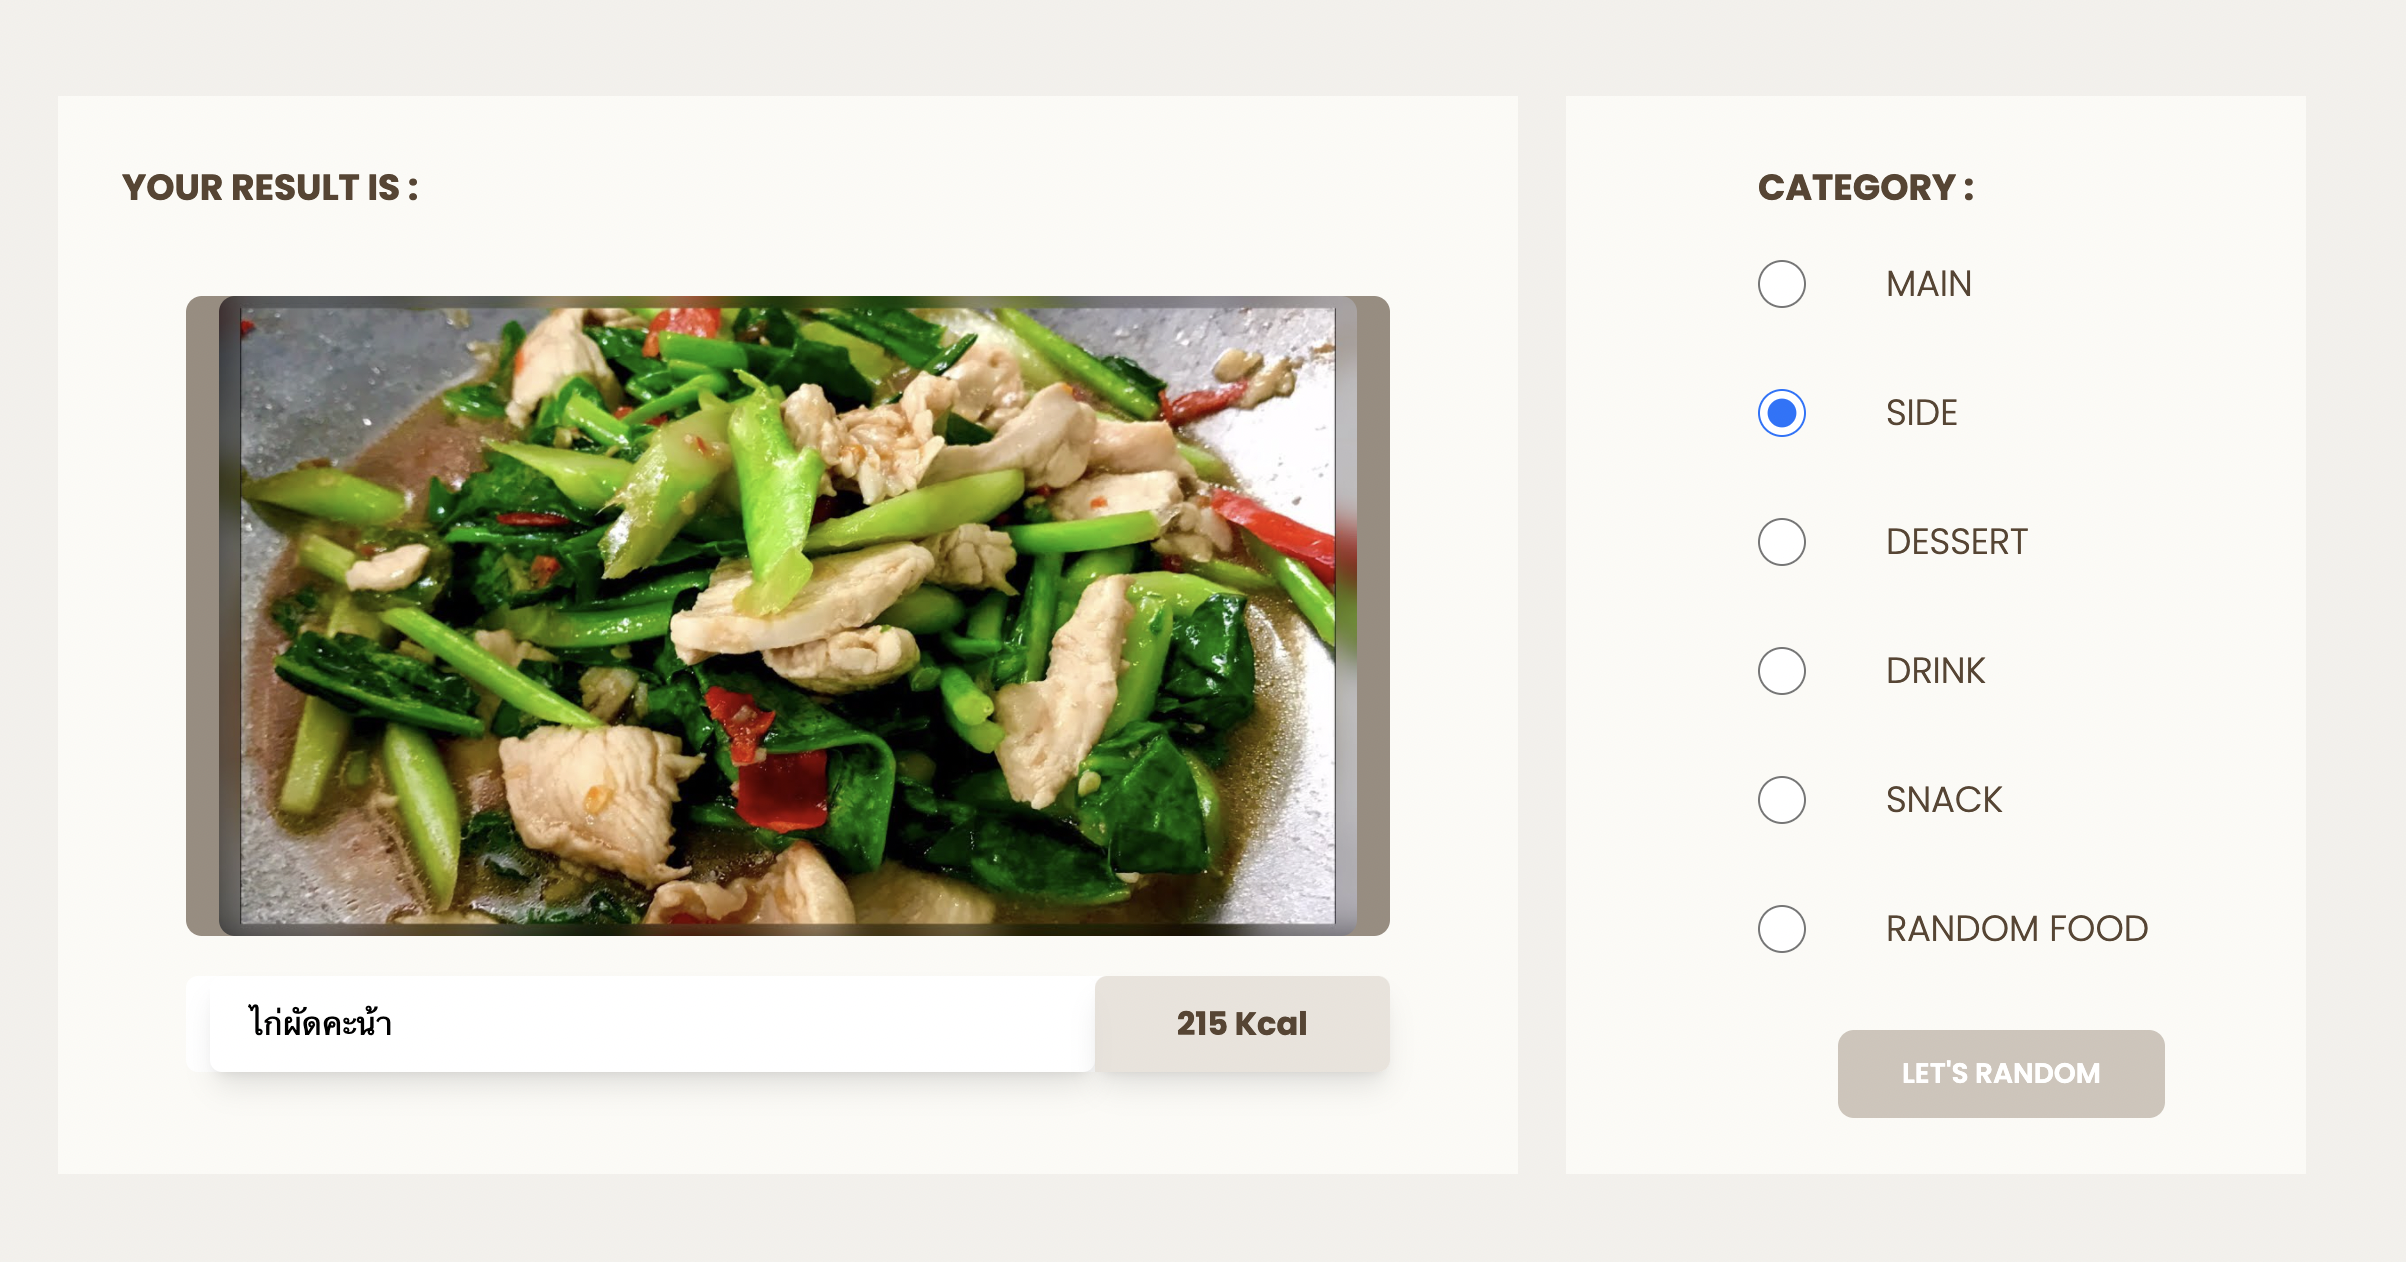 YOUR RESULT IS :
ไก่ผัดคะน้า
215 Kcal
CATEGORY :
MAIN
SIDE
DESSERT
DRINK
SNACK
RANDOM FOOD
LET'S RANDOM